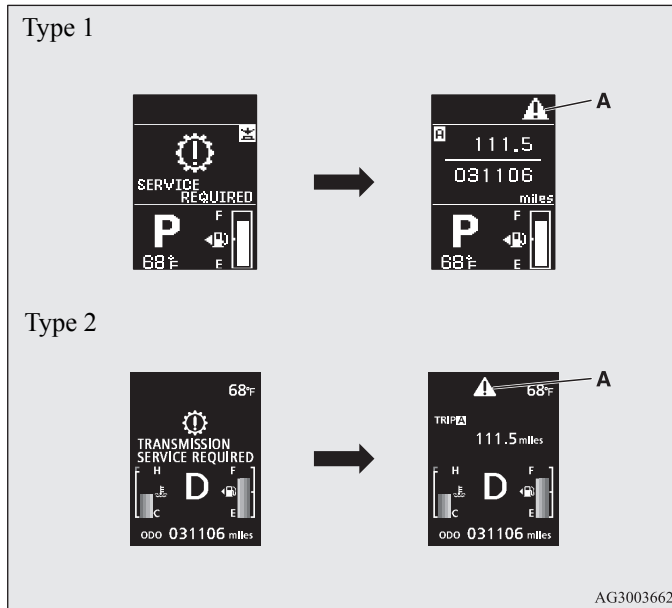 Type 1
A
SERVICE
REQUIRED
P
F
E
68°F
A
111.5
031106
miles
P
F
E
68°F
Type 2
A
68°F
TRANSMISSION
SERVICE REQUIRED
H
C
D
F
E
ODO 031106 miles
68°F
TRIP A
111.5 miles
H
C
D
F
E
ODO 031106 miles
AG3003662